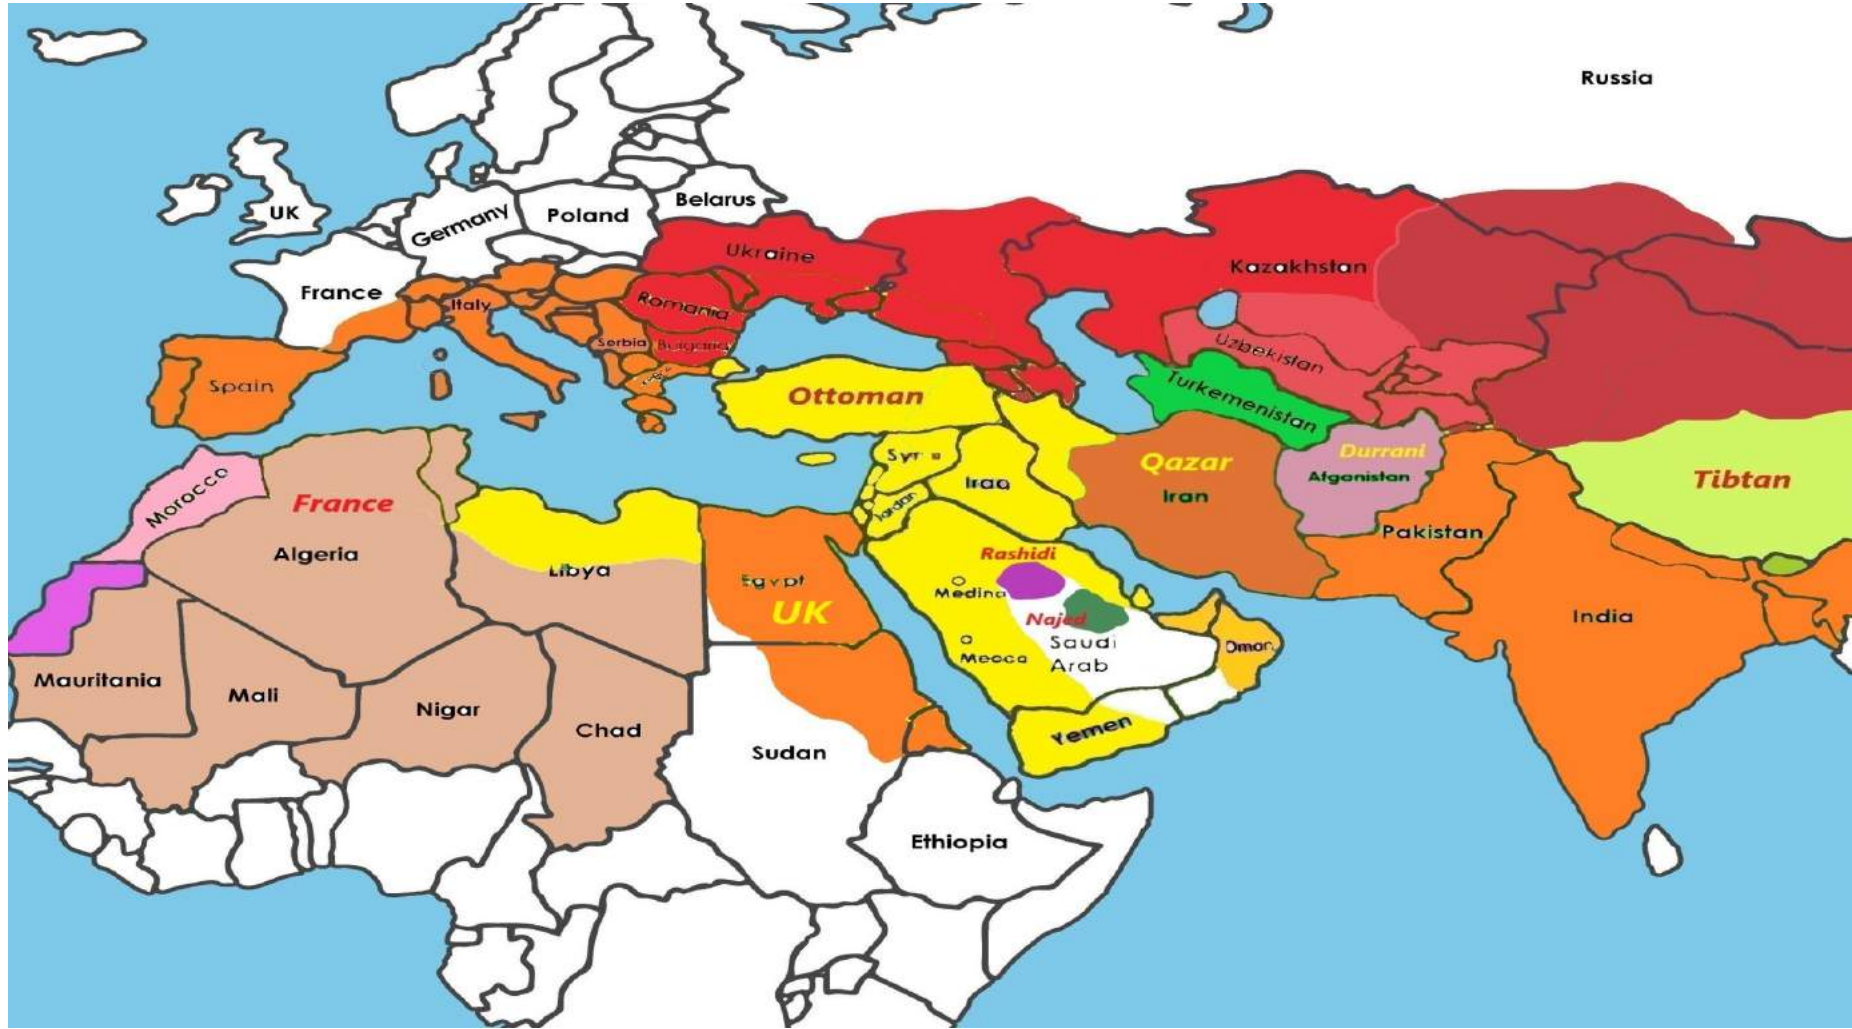 Russia
Belarus
UK
Germany
Poland
Ukraine
Kazakhstan
France
Italy
Romania
Serbia
Bulgaria
Uzbekistan
Spain
Ottoman
Turkemenistan
Durrani
Afganistan
Qazar
Iran
Tibtan
Iraq
Jordan
Morocco
France
Algeria
Pakistan
Rashidi
Libya
Egypt
UK
Medina
Najed
India
Saudi
Arab
Mecca
Oman
Mauritania
Mali
Nigar
Chad
Sudan
Yemen
Ethiopia